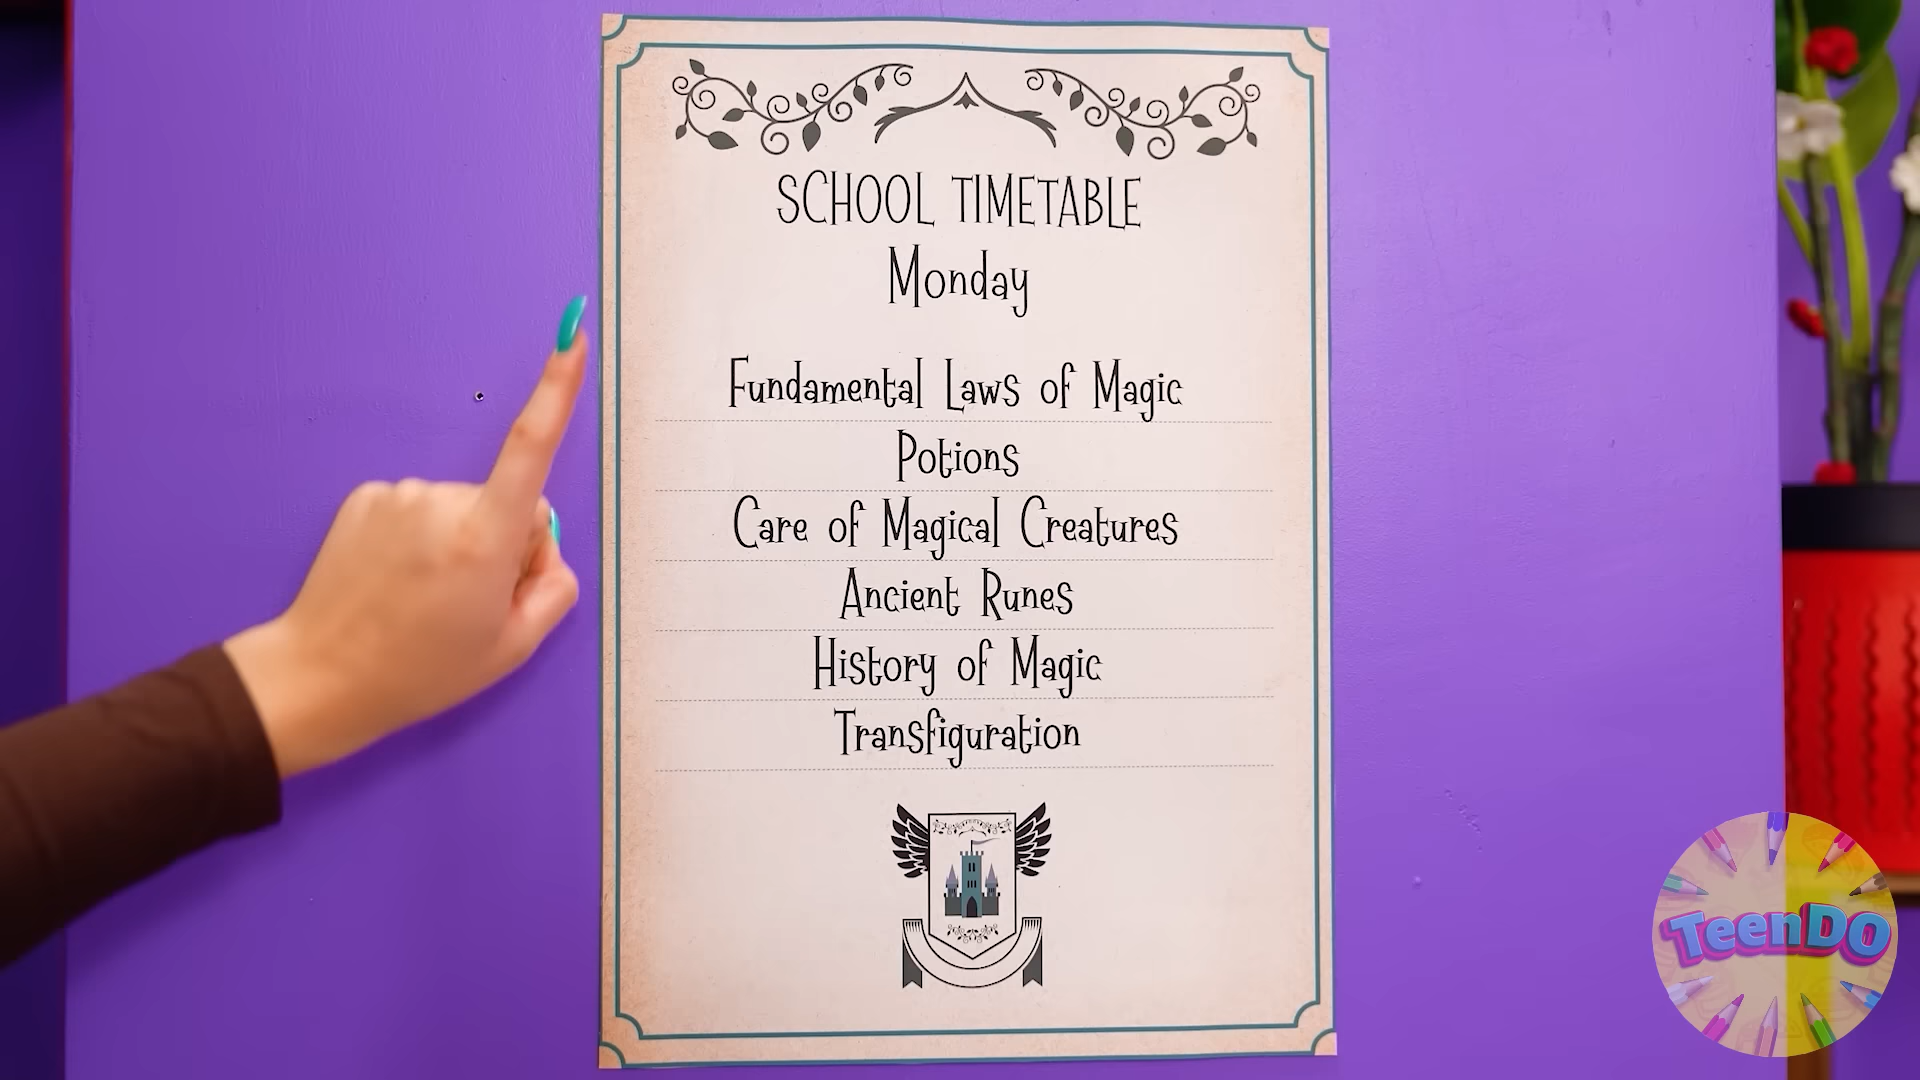 SCHOOL TIMETABLE
Monday
Fundamental Laws of Magic
Potions
Care of Magical Creatures
Ancient Runes
History of Magic
Transfiguration
TeenDO